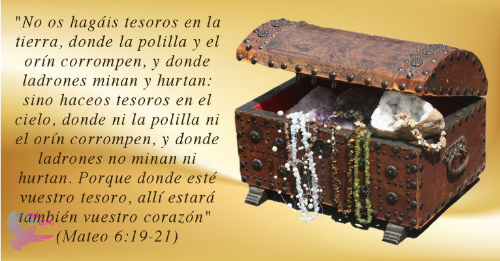 "No os hagáis tesoros en la
tierra, donde la polilla y el
orín corrompen, y donde
ladrones minan y hurtan:
sino haceos tesoros en el
cielo, donde ni la polilla ni
el orín corrompen, y donde
ladrones no minan ni
hurtan. Porque donde esté
vuestro tesoro, allí estará
también vuestro corazón"
(Mateo 6:19-21)